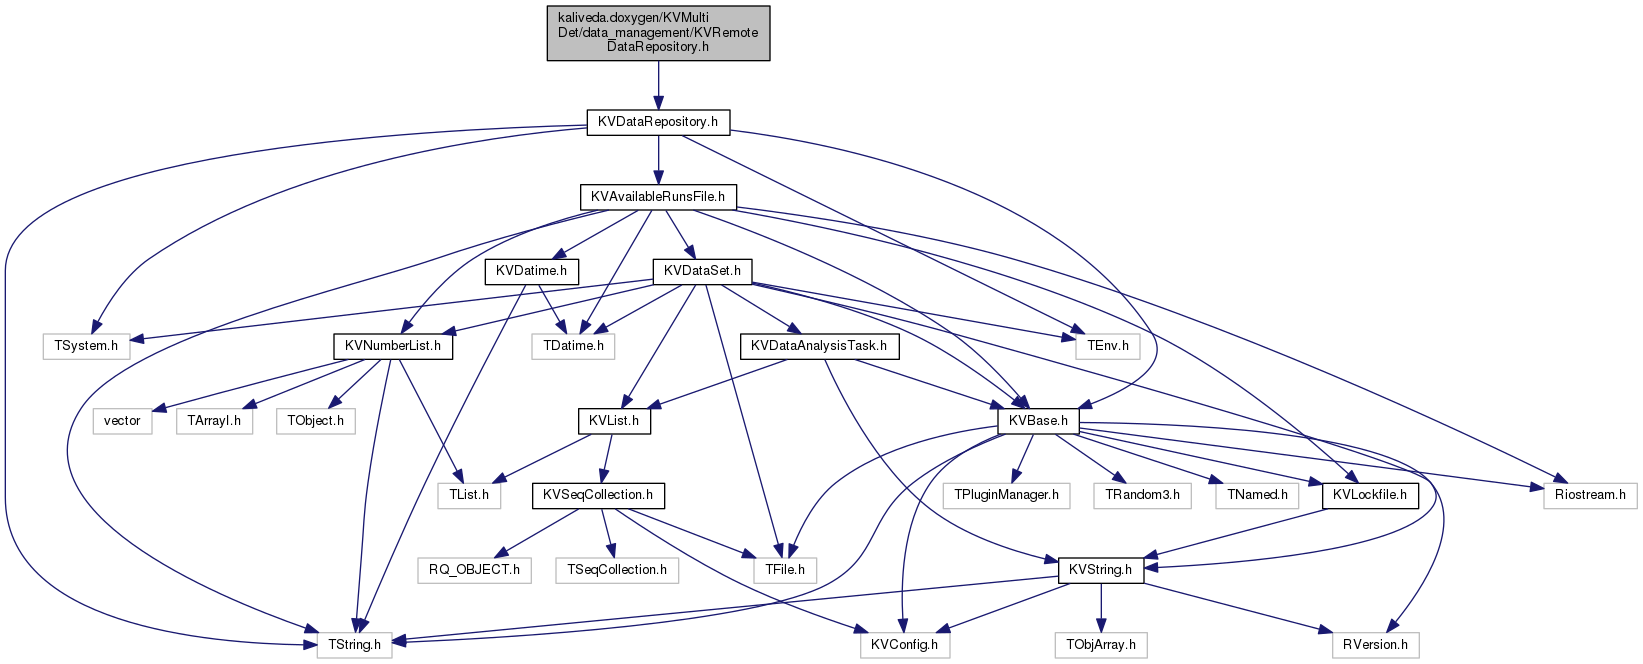 kaliveda.doxygen/KVMulti
Det/data_management/KVRemote
DataRepository.h
KVDataRepository.h
KVAvailableRunsFile.h
KVDatime.h
KVDataSet.h
TSystem.h
KVNumberList.h
TDatime.h
KVDataAnalysisTask.h
TEnv.h
vector
TArrayI.h
TObject.h
KVList.h
KVBase.h
TList.h
KVSeqCollection.h
TPluginManager.h
TRandom3.h
TNamed.h
KVLockfile.h
Riostream.h
RQ_OBJECT.h
TSeqCollection.h
TFile.h
KVString.h
TString.h
KVConfig.h
TObjArray.h
RVersion.h